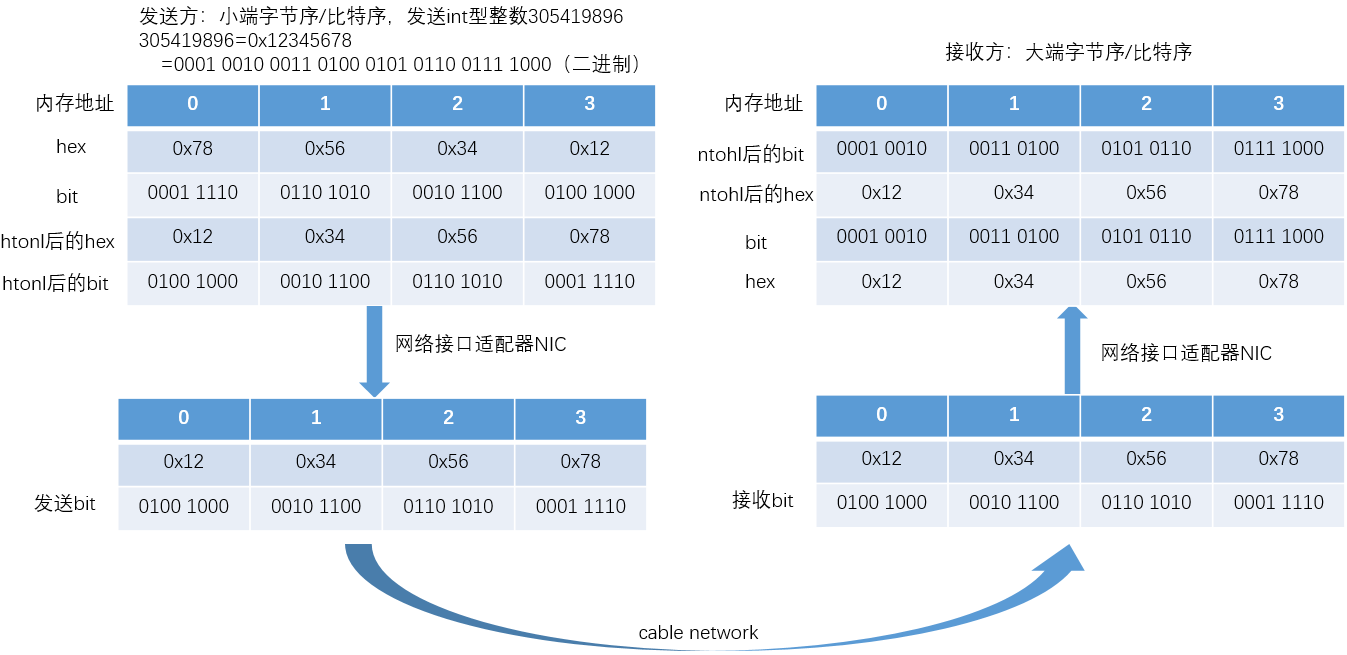 发送方：小端字节序/比特序，发送int型整数305419896
305419896=0x12345678
=0001 0010 0011 0100 0101 0110 0111 1000（二进制）
内存地址 0 1 2 3
hex 0x78 0x56 0x34 0x12
bit 0001 1110 0110 1010 0010 1100 0100 1000
htonl后的hex 0x12 0x34 0x56 0x78
htonl后的bit 0100 1000 0010 1100 0110 1010 0001 1110
网络接口适配器NIC
0 1 2 3
0x12 0x34 0x56 0x78
发送bit 0100 1000 0010 1100 0110 1010 0001 1110
接收方：大端字节序/比特序
内存地址 0 1 2 3
ntohl后的bit 0001 0010 0011 0100 0101 0110 0111 1000
ntohl后的hex 0x12 0x34 0x56 0x78
bit 0001 0010 0011 0100 0101 0110 0111 1000
hex 0x12 0x34 0x56 0x78
网络接口适配器NIC
0 1 2 3
0x12 0x34 0x56 0x78
接收bit 0100 1000 0010 1100 0110 1010 0001 1110
cable network